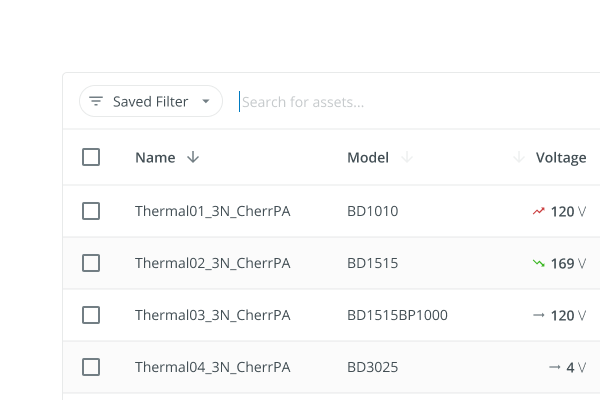 Saved Filter Search for assets...
Name Model Voltage
Thermal01_3N_CherrPA BD1010 120 V
Thermal02_3N_CherrPA BD1515 169 V
Thermal03_3N_CherrPA BD1515BP1000 120 V
Thermal04_3N_CherrPA BD3025 4 V